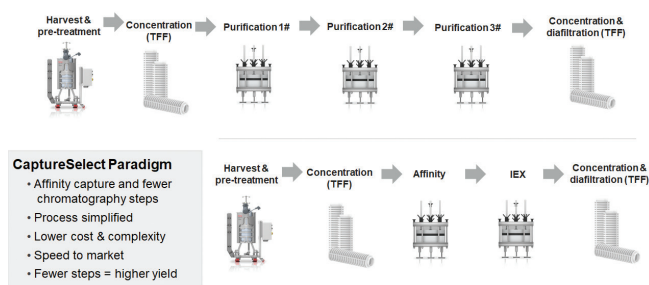 Harvest &
pre-treatment
Concentration
(TFF)
Purification 1#
Purification 2#
Purification 3#
Concentration &
diafiltration (TFF)
CaptureSelect Paradigm
• Affinity capture and fewer
chromatography steps
• Process simplified
• Lower cost & complexity
• Speed to market
• Fewer steps = higher yield
Harvest &
pre-treatment
Concentration
(TFF)
Affinity
IEX
Concentration &
diafiltration (TFF)